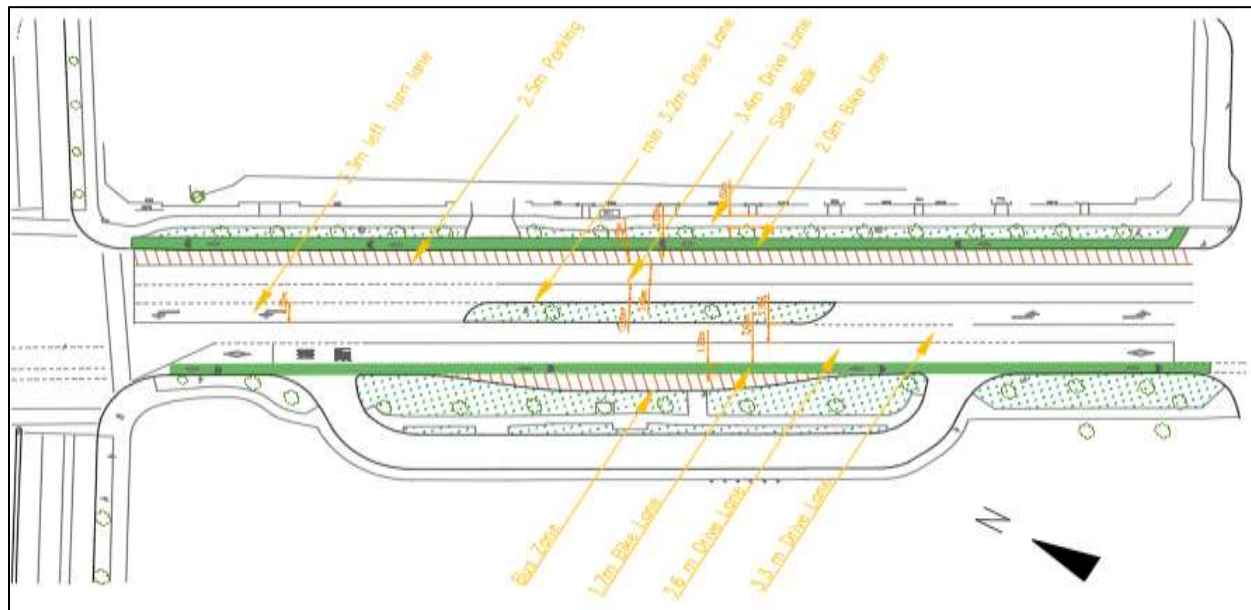 3.3m left turn lane
2.5m Parking
min 3.2m Drive Lane
3.4m Drive Lane
Side Walk
2.0m Bike Lane
Bus Zone
1.7m Bike Lane
3.6 m Drive Lane
3.3 m Drive Lane
N